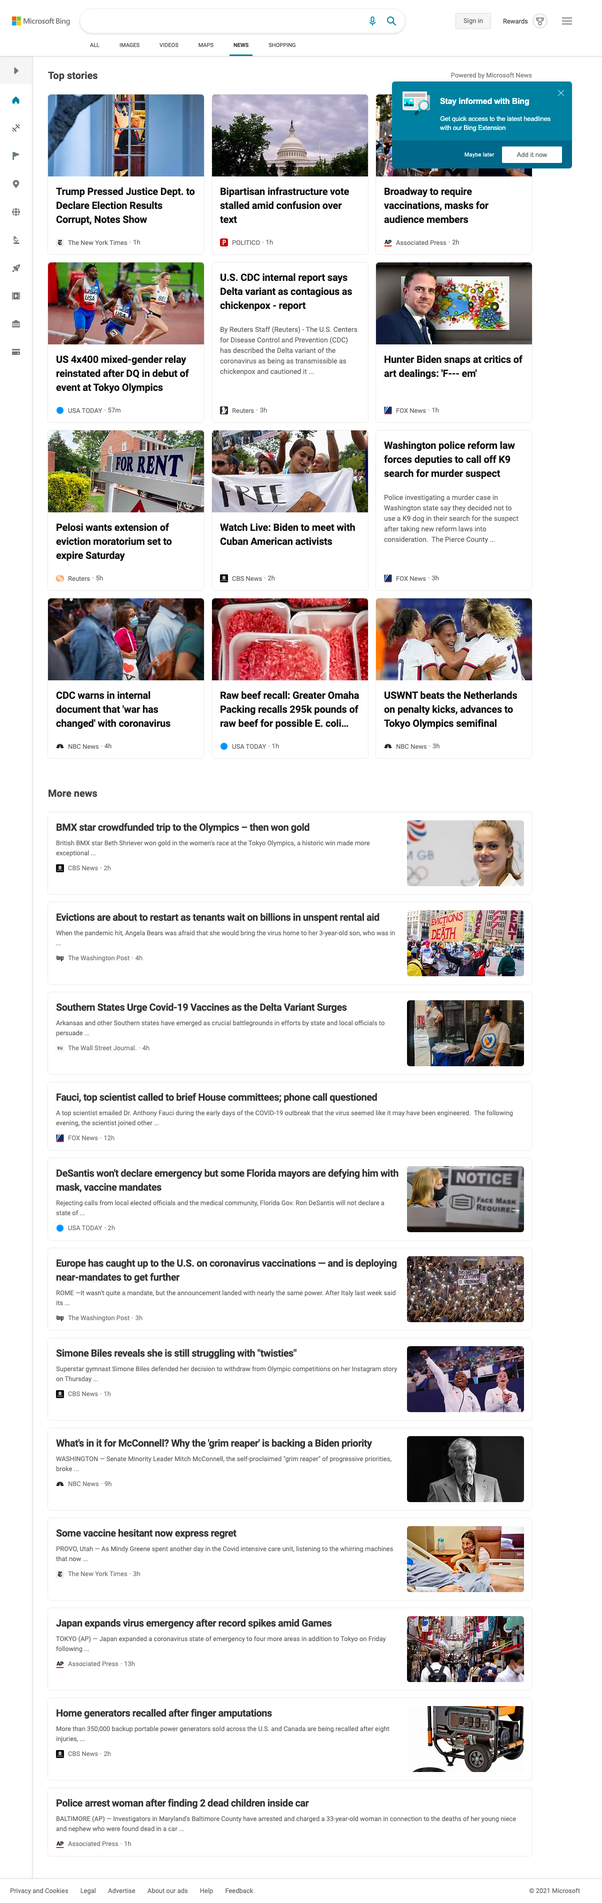 Microsoft Bing
Sign in
Rewards
ALL IMAGES VIDEOS MAPS NEWS SHOPPING
Top stories
Powered by Microsoft News
Stay informed with Bing
Get quick access to the latest headlines
with our Bing Extension
Maybe later
Add it now
Trump Pressed Justice Dept. to
Declare Election Results
Corrupt, Notes Show
The New York Times · 1h
Bipartisan infrastructure vote
stalled amid confusion over
text
POLITICO · 1h
Broadway to require
vaccinations, masks for
audience members
AP Associated Press · 2h
USA
USA
US 4x400 mixed-gender relay
reinstated after DQ in debut of
event at Tokyo Olympics
USA TODAY · 57m
U.S. CDC internal report says
Delta variant as contagious as
chickenpox - report
By Reuters Staff (Reuters) - The U.S. Centers
for Disease Control and Prevention (CDC)
has described the Delta variant of the
coronavirus as being as transmissible as
chickenpox and cautioned it ...
Reuters · 3h
Hunter Biden snaps at critics of
art dealings: 'F--- em'
FOX News · 1h
FOR RENT
Pelosi wants extension of
eviction moratorium set to
expire Saturday
Reuters · 5h
FREE
Watch Live: Biden to meet with
Cuban American activists
CBS News · 2h
Washington police reform law
forces deputies to call off K9
search for murder suspect
Police investigating a murder case in
Washington state say they decided not to
use a K9 dog in their search for the suspect
after taking new reform laws into
consideration. The Pierce County ...
FOX News · 3h
CDC warns in internal
document that 'war has
changed' with coronavirus
NBC News · 4h
Raw beef recall: Greater Omaha
Packing recalls 295k pounds of
raw beef for possible E. coli...
USA TODAY · 1h
USWNT beats the Netherlands
on penalty kicks, advances to
Tokyo Olympics semifinal
NBC News · 3h
More news
BMX star crowdfunded trip to the Olympics – then won gold
British BMX star Beth Shriever won gold in the women's race at the Tokyo Olympics, a historic win made more
exceptional ...
CBS News · 2h
M GB
Evictions are about to restart as tenants wait on billions in unspent rental aid
When the pandemic hit, Angela Bears was afraid that she would bring the virus home to her 3-year-old son, who was in
...
wp The Washington Post · 4h
EVICTIONS
DEATH
Southern States Urge Covid-19 Vaccines as the Delta Variant Surges
Arkansas and other Southern states have emerged as crucial battlegrounds in efforts by state and local officials to
persuade ...
WSJ The Wall Street Journal. · 4h
Fauci, top scientist called to brief House committees; phone call questioned
A top scientist emailed Dr. Anthony Fauci during the early days of the COVID-19 outbreak that the virus seemed like it may have been engineered. The following
evening, the scientist joined other ...
FOX News · 12h
DeSantis won't declare emergency but some Florida mayors are defying him with
mask, vaccine mandates
Rejecting calls from local elected officials and the medical community, Florida Gov. Ron DeSantis will not declare a
state of ...
USA TODAY · 2h
NOTICE
FACE MASK
REQUIRED
Europe has caught up to the U.S. on coronavirus vaccinations — and is deploying
near-mandates to get further
ROME —It wasn't quite a mandate, but the announcement landed with nearly the same power. After Italy last week said
its ...
wp The Washington Post · 3h
Simone Biles reveals she is still struggling with "twisties"
Superstar gymnast Simone Biles defended her decision to withdraw from Olympic competitions on her Instagram story
on Thursday ...
CBS News · 1h
What's in it for McConnell? Why the 'grim reaper' is backing a Biden priority
WASHINGTON — Senate Minority Leader Mitch McConnell, the self-proclaimed "grim reaper" of progressive priorities,
broke ...
NBC News · 9h
Some vaccine hesitant now express regret
PROVO, Utah — As Mindy Greene spent another day in the Covid intensive care unit, listening to the whirring machines
that now ...
The New York Times · 3h
Japan expands virus emergency after record spikes amid Games
TOKYO (AP) — Japan expanded a coronavirus state of emergency to four more areas in addition to Tokyo on Friday
following ...
AP Associated Press · 13h
Home generators recalled after finger amputations
More than 350,000 backup portable power generators sold across the U.S. and Canada are being recalled after eight
injuries, ...
CBS News · 2h
Police arrest woman after finding 2 dead children inside car
BALTIMORE (AP) — Investigators in Maryland's Baltimore County have arrested and charged a 33-year-old woman in connection to the deaths of her young niece
and nephew who were found dead in a car ...
AP Associated Press · 1h
Privacy and Cookies Legal Advertise About our ads Help Feedback
© 2021 Microsoft